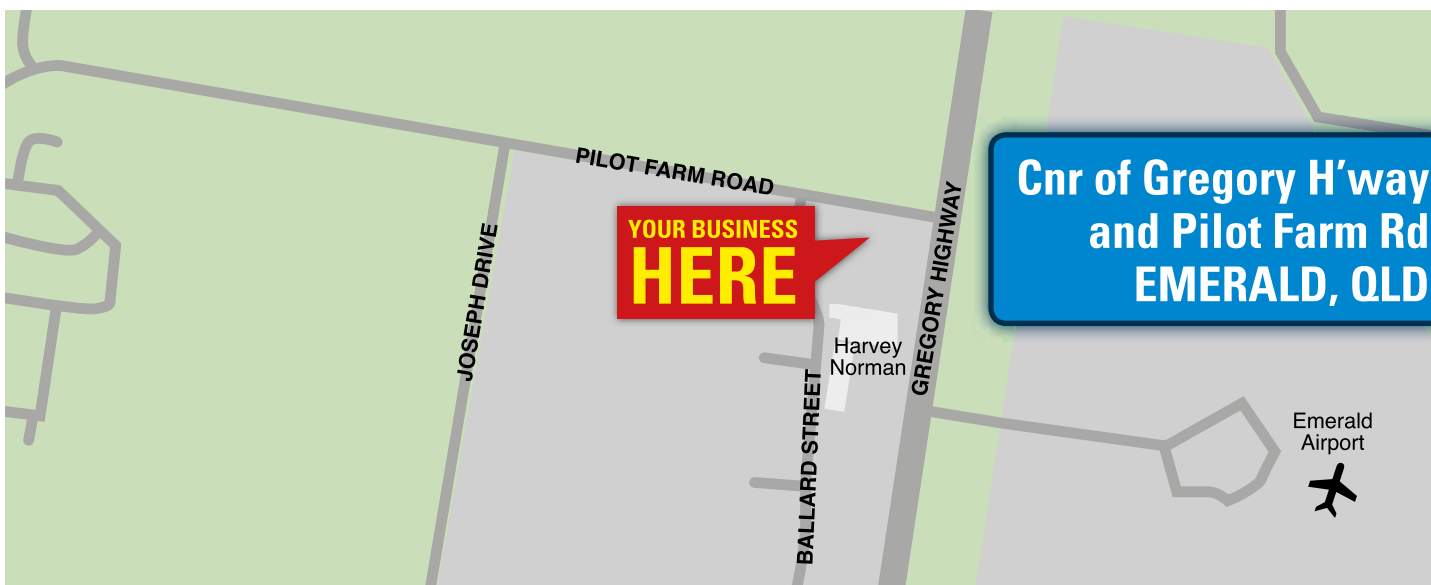 PILOT FARM ROAD
YOUR BUSINESS
HERE
JOSEPH DRIVE
GREGORY HIGHWAY
Cnr of Gregory H'way
and Pilot Farm Rd
EMERALD, QLD
Harvey
Norman
BALLARD STREET
Emerald
Airport